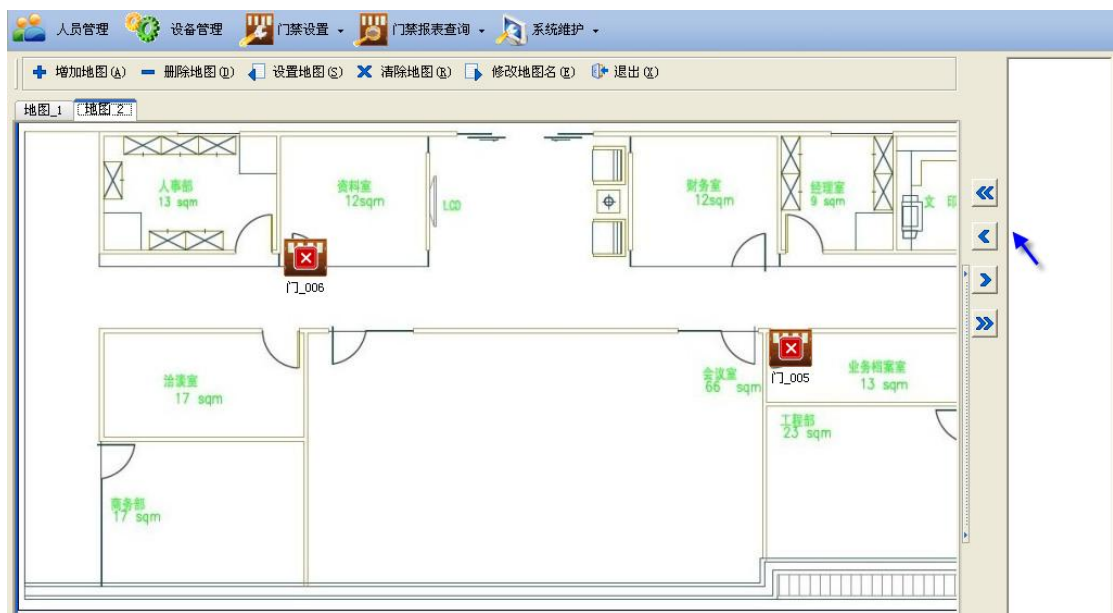 人员管理 设备管理 门禁设置 门禁报表查询 系统维护
增加地图(A) 删除地图(D) 设置地图(S) 清除地图(R) 修改地图名(E) 退出(X)
地图_1 地图_2
人事部
13 sqm
资料室
12sqm
LCD
财务室
12sqm
经理室
9 sqm
文 印
门_006
洽谈室
17 sqm
会议室
66 sqm
门_005
业务档案室
13 sqm
工程部
23 sqm
商务部
17 sqm